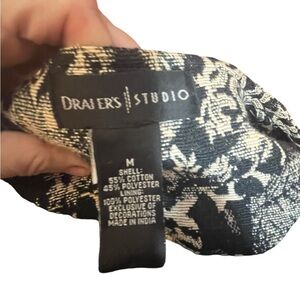 DRAPER'S STUDIO
M
SHELL:
55% COTTON
45% POLYESTER
LINING:
100% POLYESTER
EXCLUSIVE OF
DECORATIONS
MADE IN INDIA